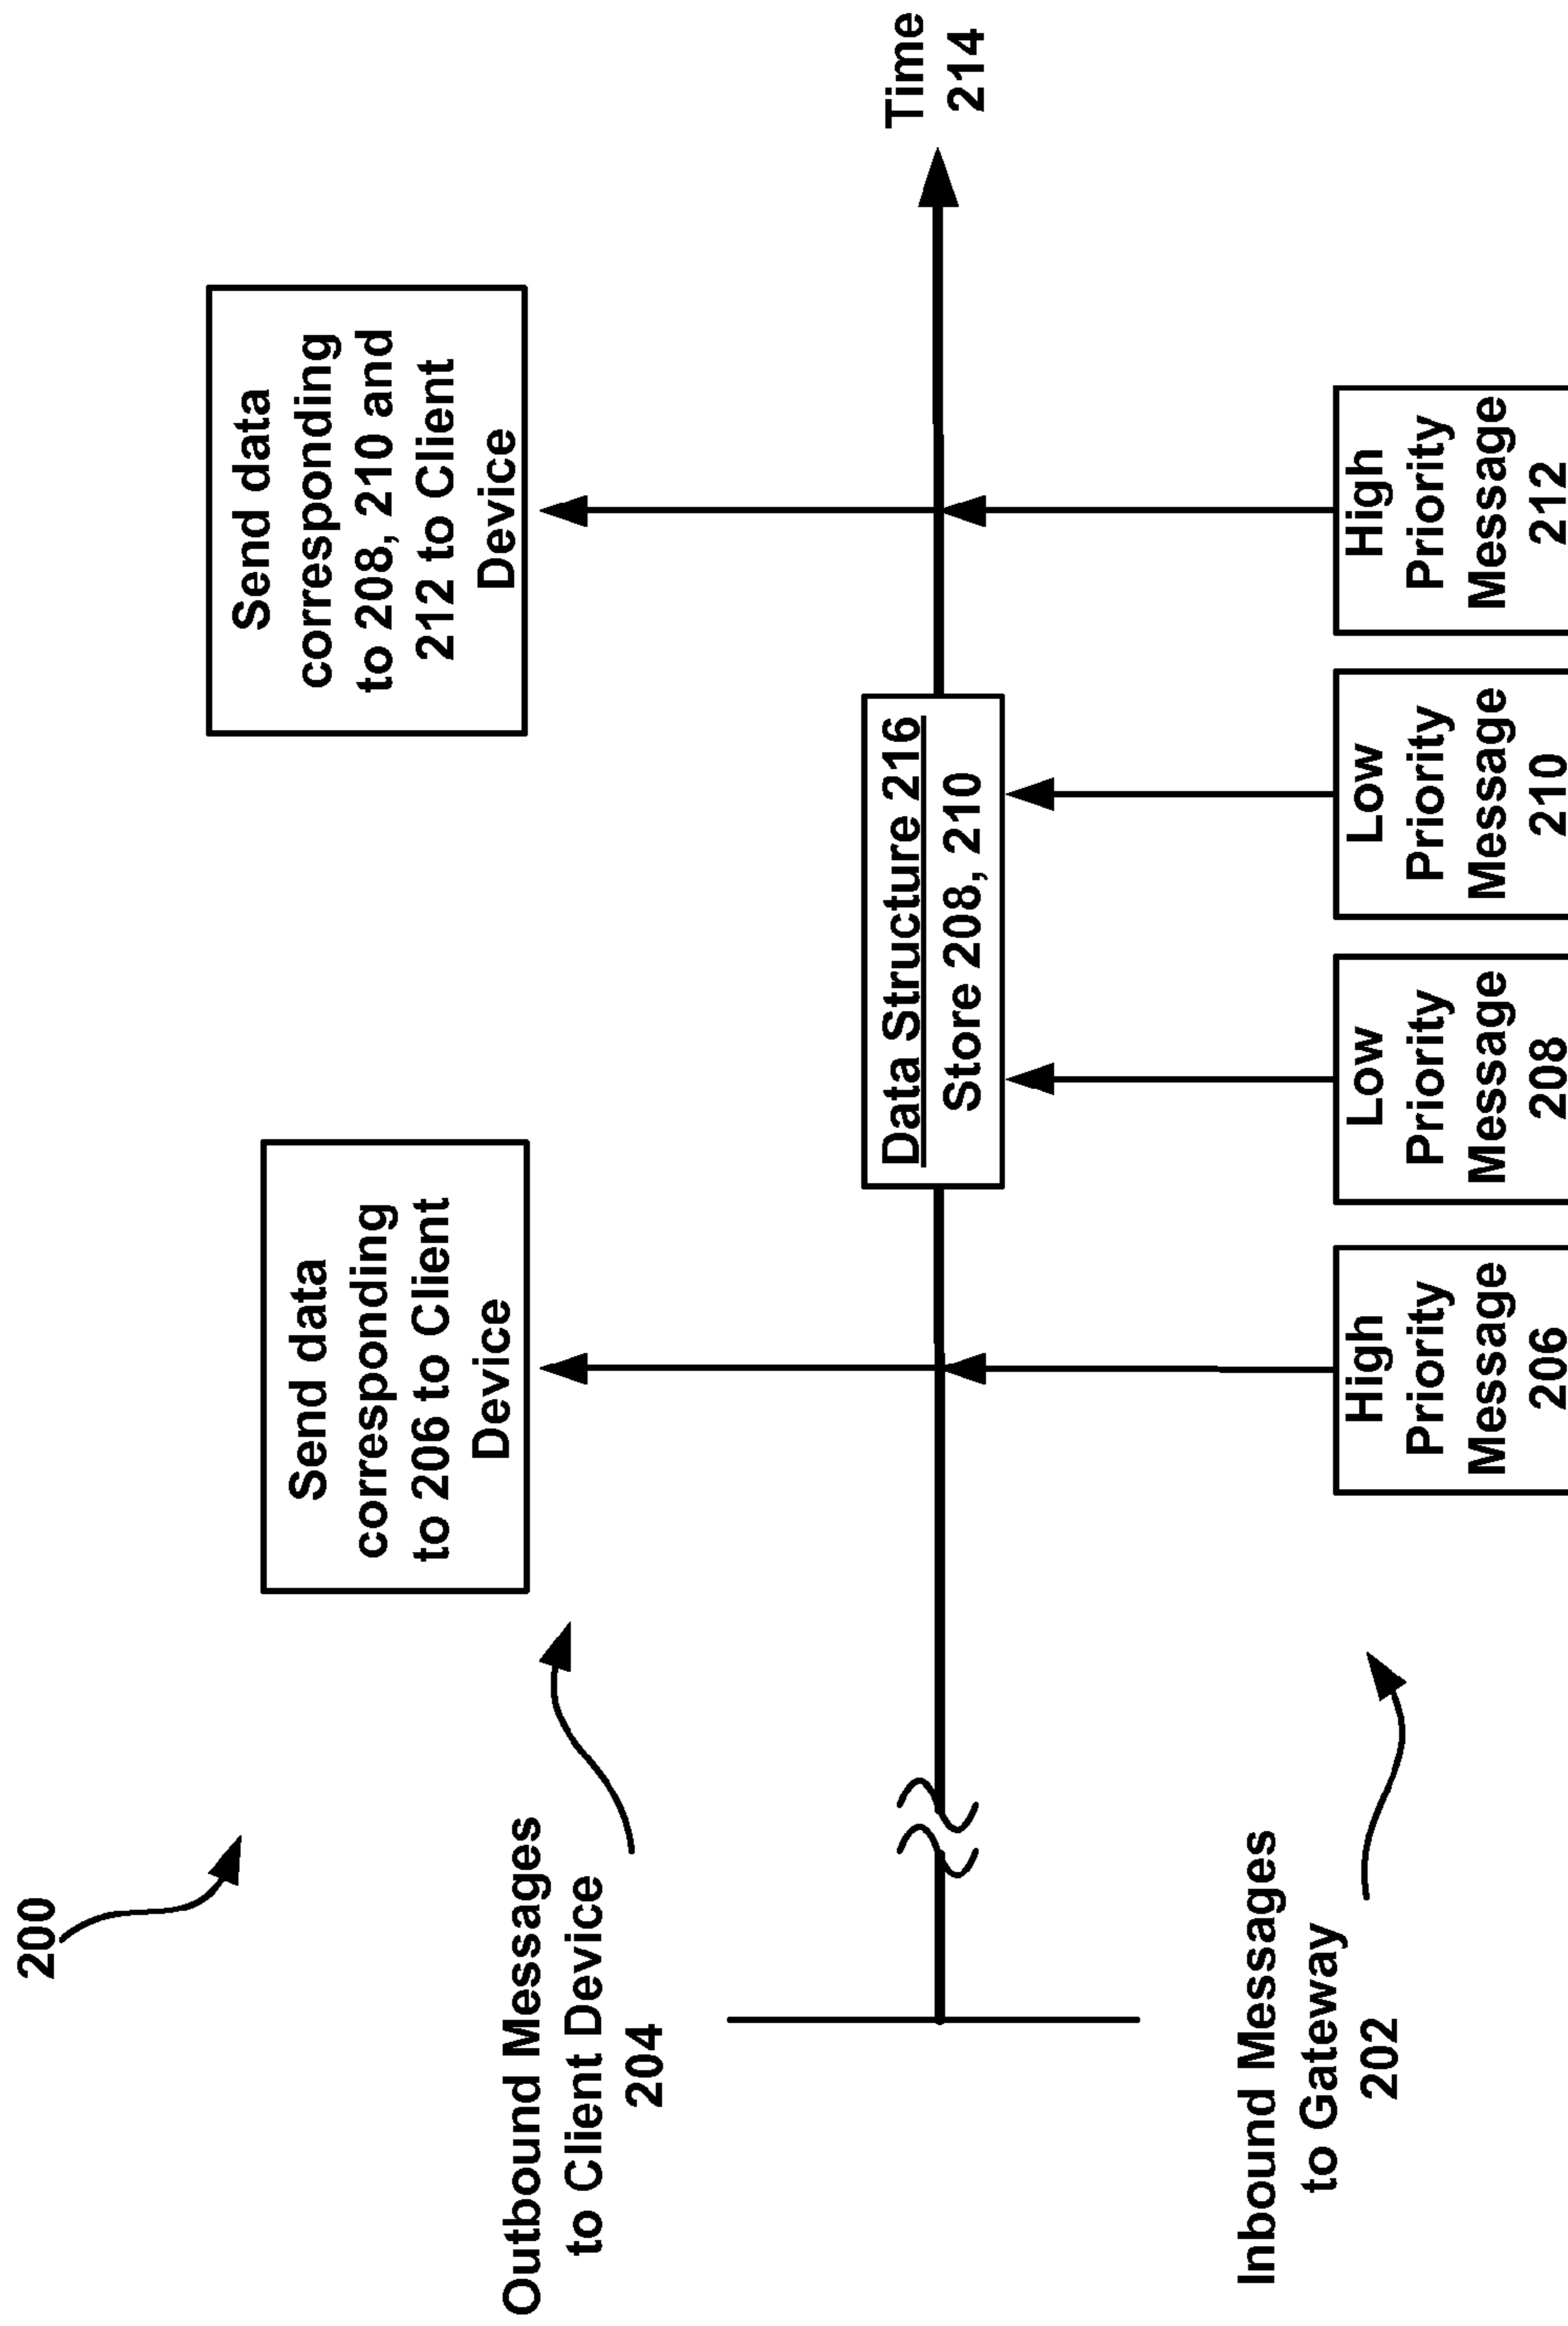 200
Outbound Messages
to Client Device
204
Send data
corresponding
to 206 to Client
Device
Send data
corresponding
to 208, 210 and
212 to Client
Device
Data Structure 216
Store 208, 210
Time
214
Inbound Messages
to Gateway
202
High
Priority
Message
206
Low
Priority
Message
208
Low
Priority
Message
210
High
Priority
Message
212